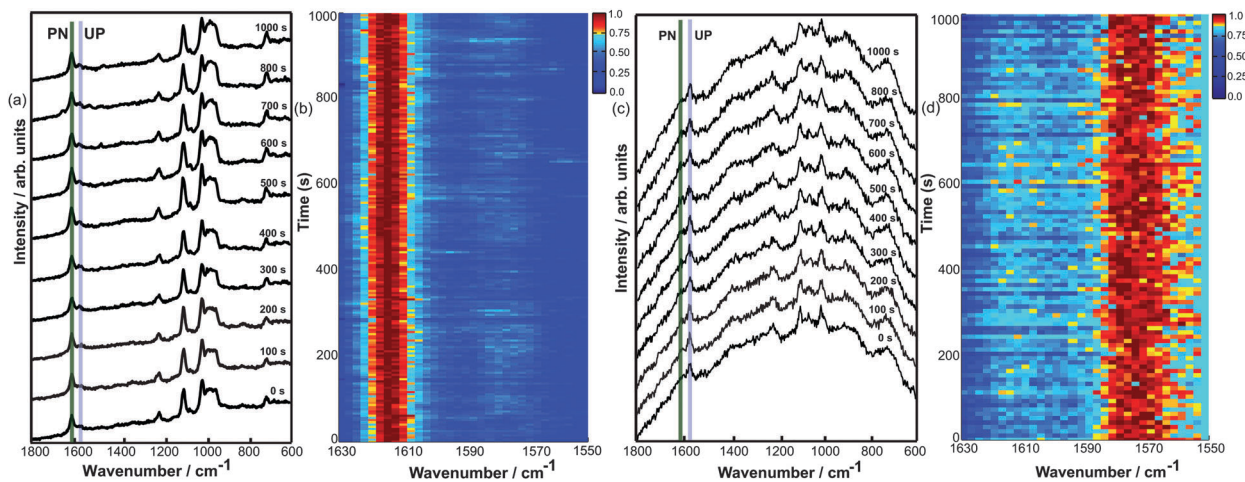 (a)
PN
UP
1000 s
800 s
700 s
600 s
500 s
400 s
300 s
200 s
100 s
0 s
Intensity / arb. units
1800 1600 1400 1200 1000 800 600
Wavenumber / cm-1
(b)
1000
800
600
400
200
0
Time (s)
1630 1610 1590 1570 1550
Wavenumber / cm-1
1.0
0.75
0.50
0.25
0.0
(c)
PN
UP
1000 s
800 s
700 s
600 s
500 s
400 s
300 s
200 s
100 s
0 s
Intensity / arb. units
1800 1600 1400 1200 1000 800 600
Wavenumber / cm-1
(d)
1000
800
600
400
200
0
Time (s)
1630 1610 1590 1570 1550
Wavenumber / cm-1
1.0
0.75
0.50
0.25
0.0